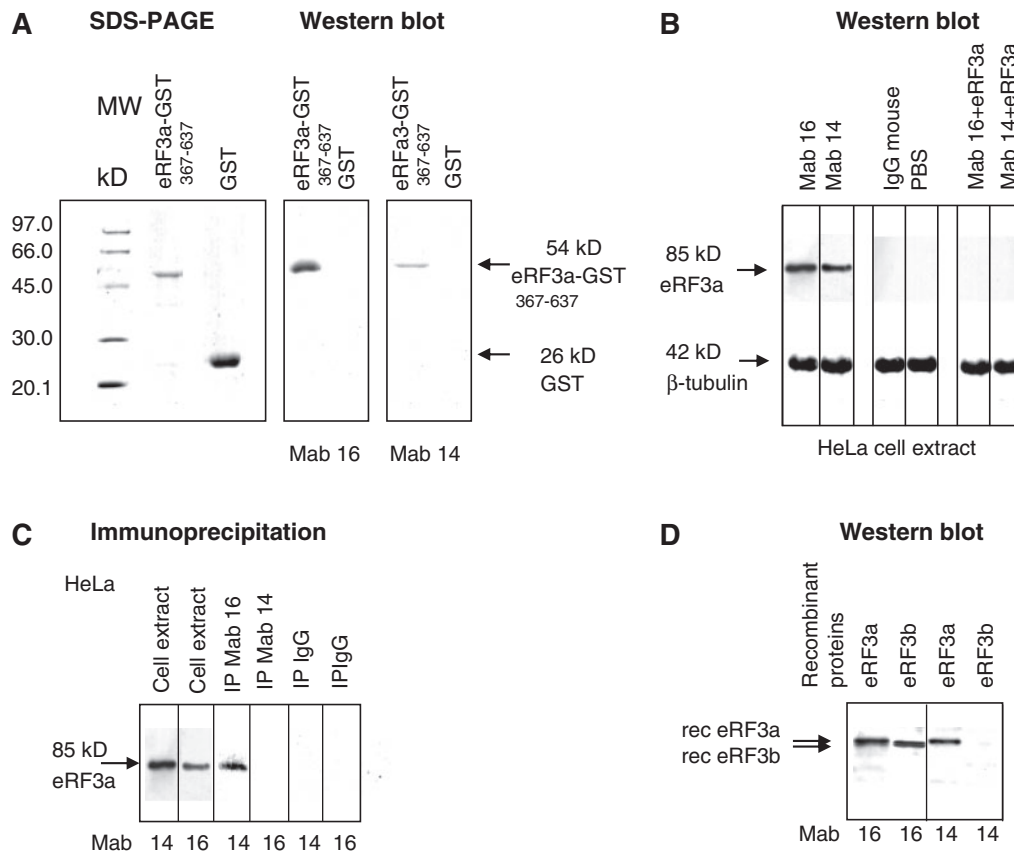 A
SDS-PAGE
Western blot
MW
kD
eRF3a-GST
367-637
GST
eRF3a-GST
367-637
GST
eRFa3-GST
367-637
GST
97.0
66.0
45.0
30.0
20.1
54 kD
eRF3a-GST
367-637
26 kD
GST
Mab 16
Mab 14
B
Western blot
Mab 16
Mab 14
IgG mouse
PBS
Mab 16+eRF3a
Mab 14+eRF3a
85 kD
eRF3a
42 kD
β-tubulin
HeLa cell extract
C
Immunoprecipitation
HeLa
Cell extract
Cell extract
IP Mab 16
IP Mab 14
IP IgG
IPIgG
85 kD
eRF3a
Mab 14 16 14 16 14 16
D
Western blot
Recombinant
proteins
eRF3a
eRF3b
eRF3a
eRF3b
rec eRF3a
rec eRF3b
Mab 16 16 14 14